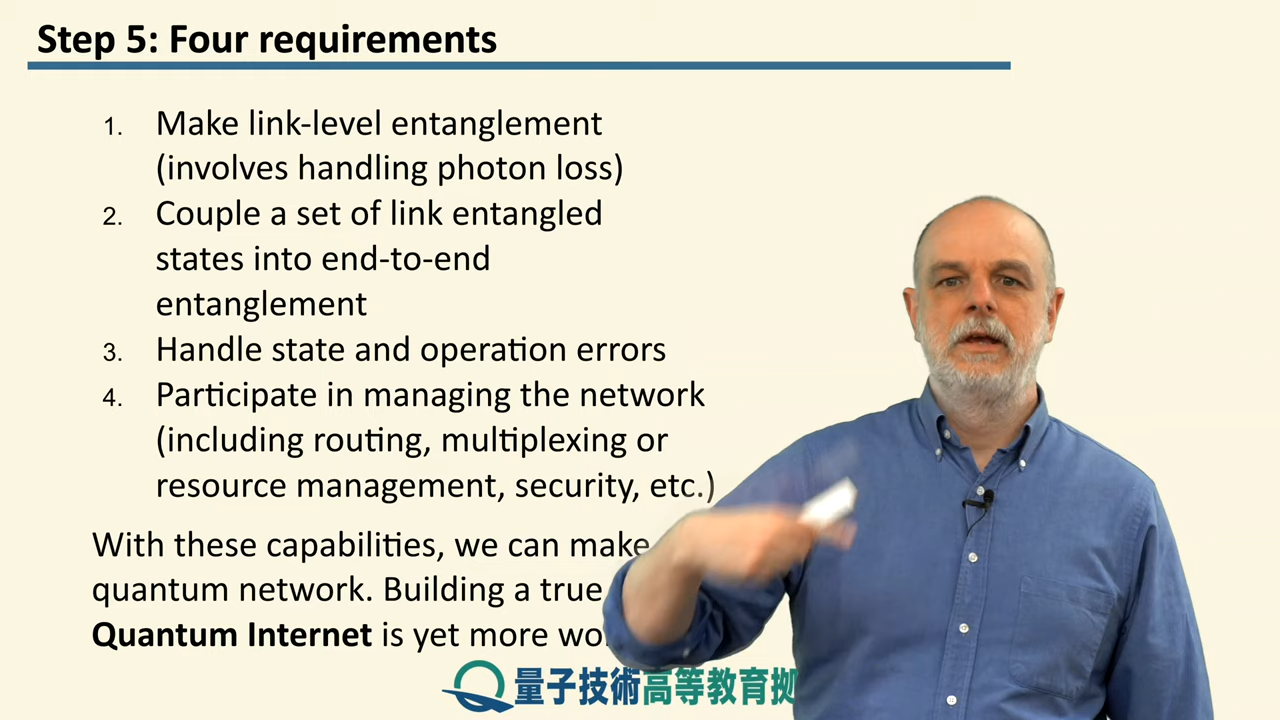 Step 5: Four requirements
1. Make link-level entanglement
(involves handling photon loss)
2. Couple a set of link entangled
states into end-to-end
entanglement
3. Handle state and operation errors
4. Participate in managing the network
(including routing, multiplexing or
resource management, security, etc.)
With these capabilities, we can make
quantum network. Building a true
Quantum Internet is yet more
量子技術高等教育拠